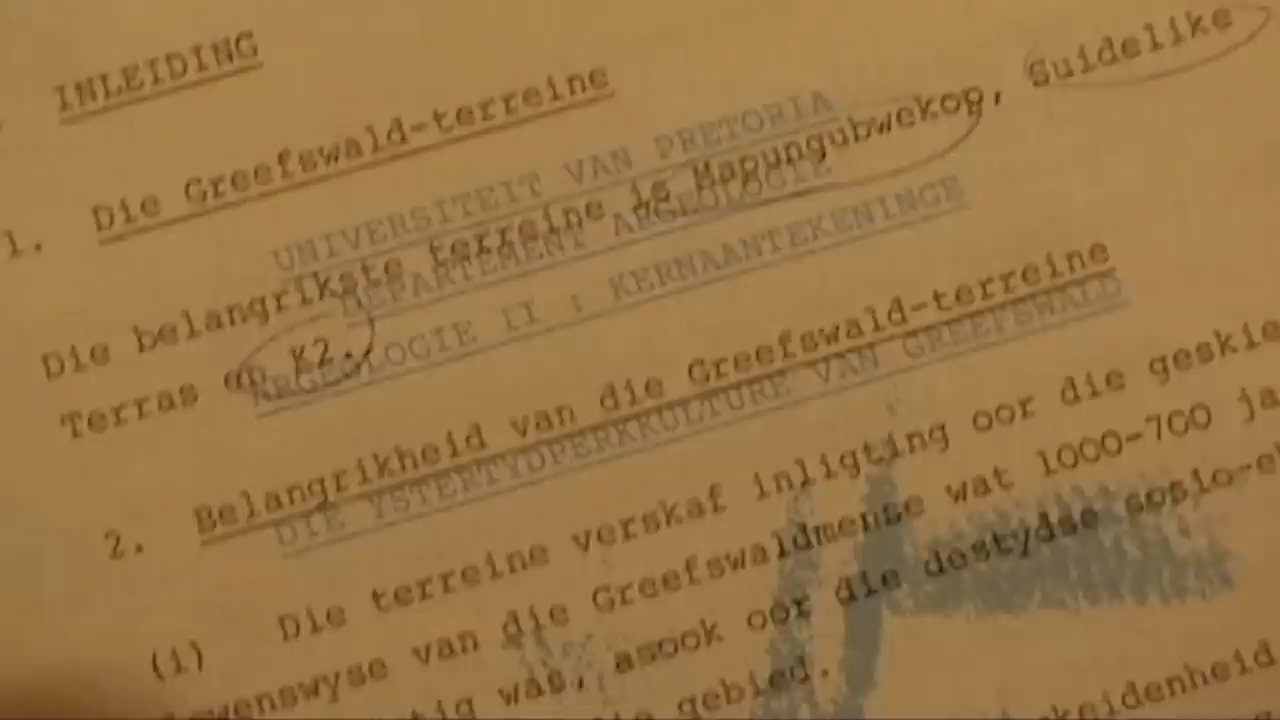 INLEIDING
1. Die Greefswald-terreine
UNIVERSITEIT VAN PRETORIA
Die belangrikste terreine is Mapungubwekop, Suidelike
DEPARTEMENT ARGEOLOGIE
Terras en K2.
ARGEOLOGIE II : KERNAANTEKENINGE
2. Belangrikheid van die Greefswald-terreine
DIE YSTERTYDPERKKULTURE VAN GREEFSWALD
(i) Die terreine verskaf inligting oor die geskie
wenswyse van die Greefswaldmense wat 1000-700 ja
tig was, asook oor die destydse sosio-e
gebied.